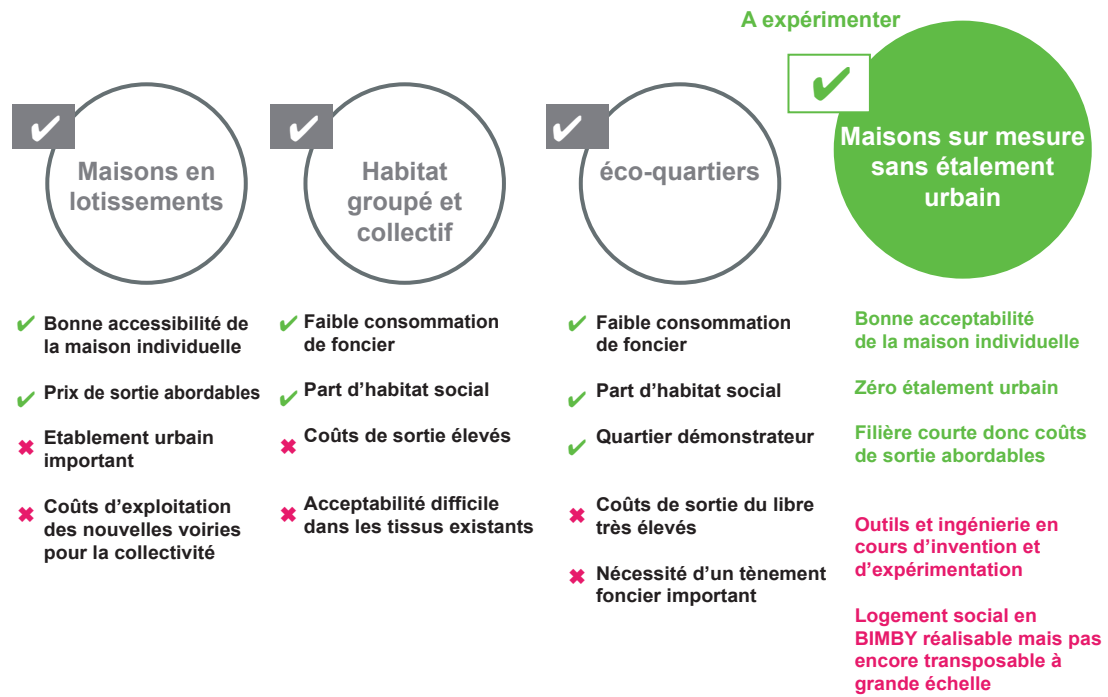 A expérimenter
✔
Maisons en
lotissements
✔ Bonne accessibilité de
la maison individuelle
✔ Prix de sortie abordables
✖ Etablement urbain
important
✖ Coûts d’exploitation
des nouvelles voiries
pour la collectivité
✔
Habitat
groupé et
collectif
✔ Faible consommation
de foncier
✔ Part d’habitat social
✖ Coûts de sortie élevés
✖ Acceptabilité difficile
dans les tissus existants
✔
éco-quartiers
✔ Faible consommation
de foncier
✔ Part d’habitat social
✔ Quartier démonstrateur
✖ Coûts de sortie du libre
très élevés
✖ Nécessité d’un tènement
foncier important
✔
Maisons sur mesure
sans étalement
urbain
Bonne acceptabilité
de la maison individuelle
Zéro étalement urbain
Filière courte donc coûts
de sortie abordables
Outils et ingénierie en
cours d’invention et
d’expérimentation
Logement social en
BIMBY réalisable mais pas
encore transposable à
grande échelle